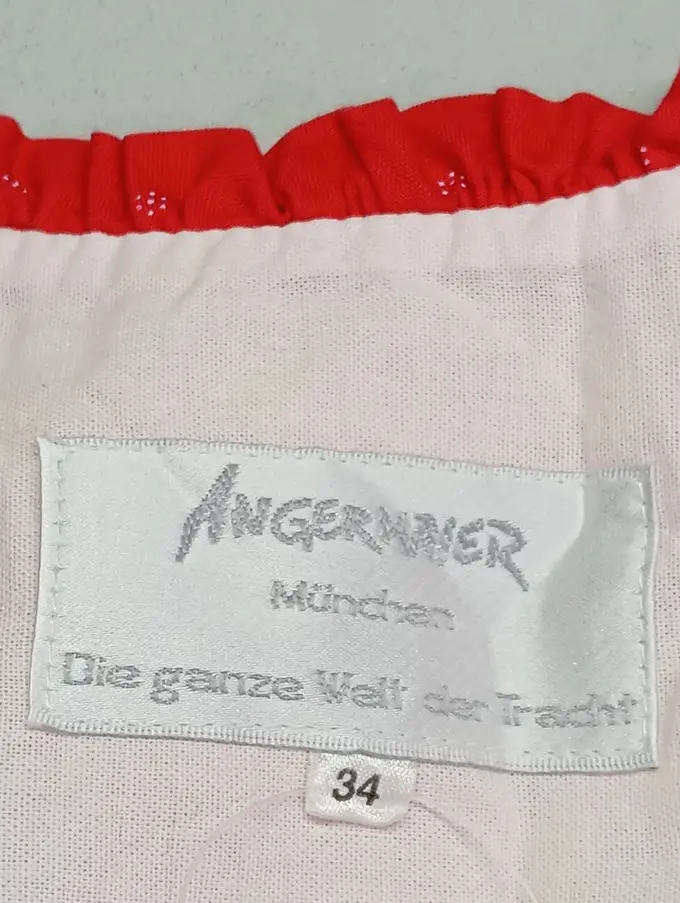 ANGERMAIER
München
Die ganze Welt der Tracht
34